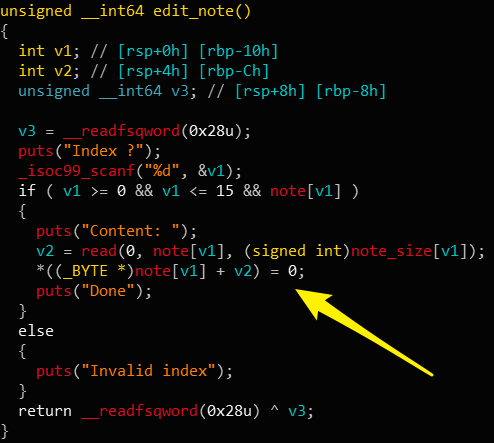 unsigned __int64 edit_note()
{
int v1; // [rsp+0h] [rbp-10h]
int v2; // [rsp+4h] [rbp-Ch]
unsigned __int64 v3; // [rsp+8h] [rbp-8h]
v3 = __readfsqword(0x28u);
puts("Index ?");
_isoc99_scanf("%d", &v1);
if ( v1 >= 0 && v1 <= 15 && note[v1] )
{
puts("Content: ");
v2 = read(0, note[v1], (signed int)note_size[v1]);
*((_BYTE *)note[v1] + v2) = 0;
puts("Done");
}
else
{
puts("Invalid index");
}
return __readfsqword(0x28u) ^ v3;
}